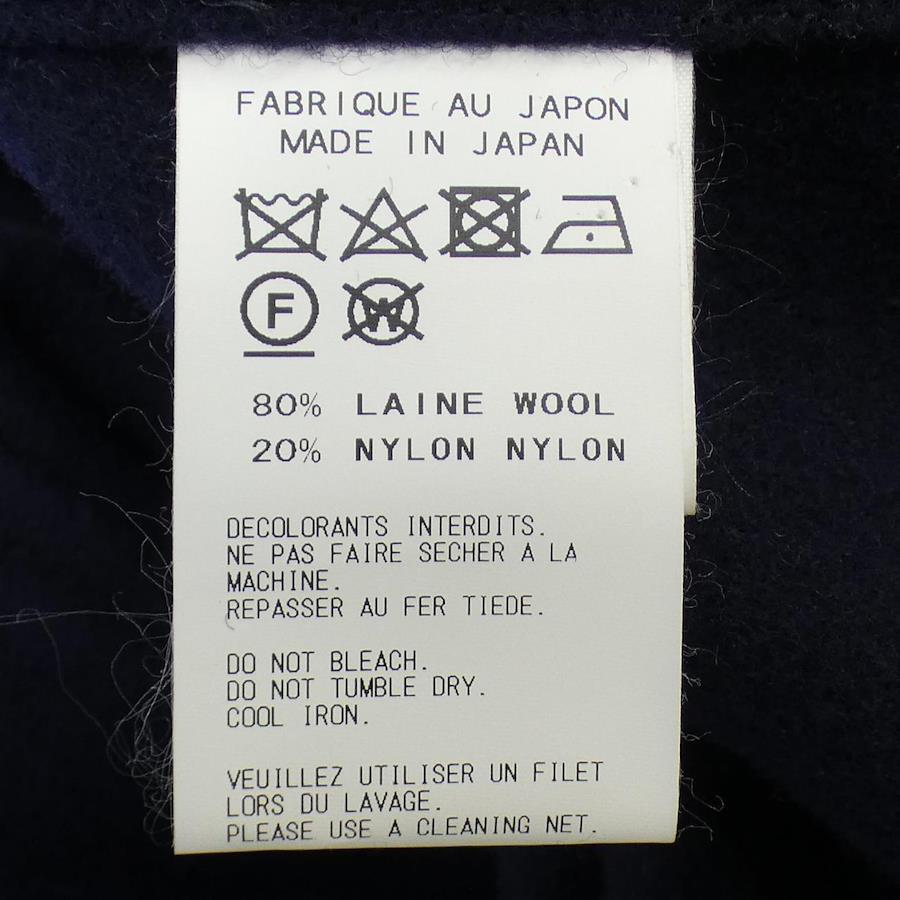 FABRIQUE AU JAPON
MADE IN JAPAN
F
W
80% LAINE WOOL
20% NYLON NYLON
DECOLORANTS INTERDITS.
NE PAS FAIRE SECHER A LA
MACHINE.
REPASSER AU FER TIEDE.
DO NOT BLEACH.
DO NOT TUMBLE DRY.
COOL IRON.
VEUILLEZ UTILISER UN FILET
LORS DU LAVAGE.
PLEASE USE A CLEANING NET.